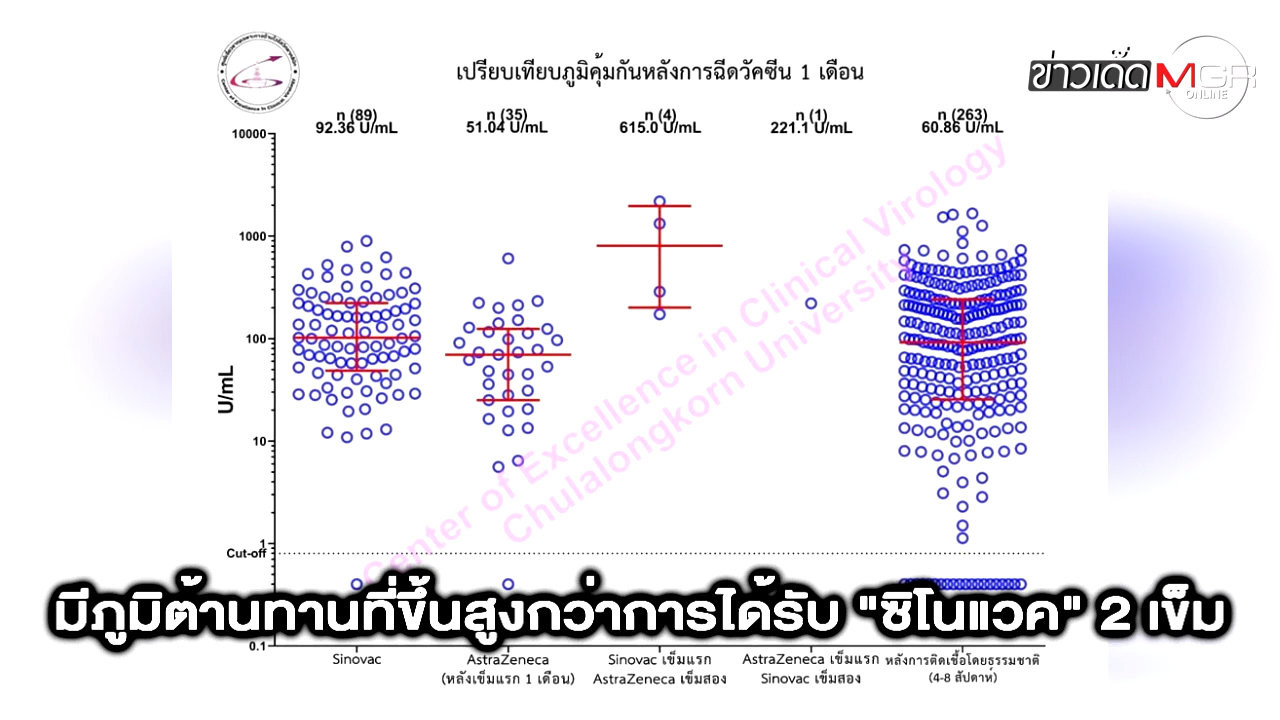 เปรียบเทียบภูมิคุ้มกันหลังการฉีดวัคซีน 1 เดือน
ข่าวเด็ด MGR
ONLINE
Center of Excellence in Clinical Virology
n (89) n (35) n (4) n (1) n (263)
92.36 U/mL 51.04 U/mL 615.0 U/mL 221.1 U/mL 60.86 U/mL
10000
1000
100
U/mL
10
1
Cut-off
0.1
Center of Excellence in Clinical Virology
Chulalongkorn University
มีภูมิต้านทานที่ขึ้นสูงกว่าการได้รับ "ซิโนแวค" 2 เข็ม
Sinovac
AstraZeneca
(หลังเข็มแรก 1 เดือน)
Sinovac เข็มแรก
AstraZeneca เข็มสอง
AstraZeneca เข็มแรก
Sinovac เข็มสอง
หลังการติดเชื้อโดยธรรมชาติ
(4-8 สัปดาห์)